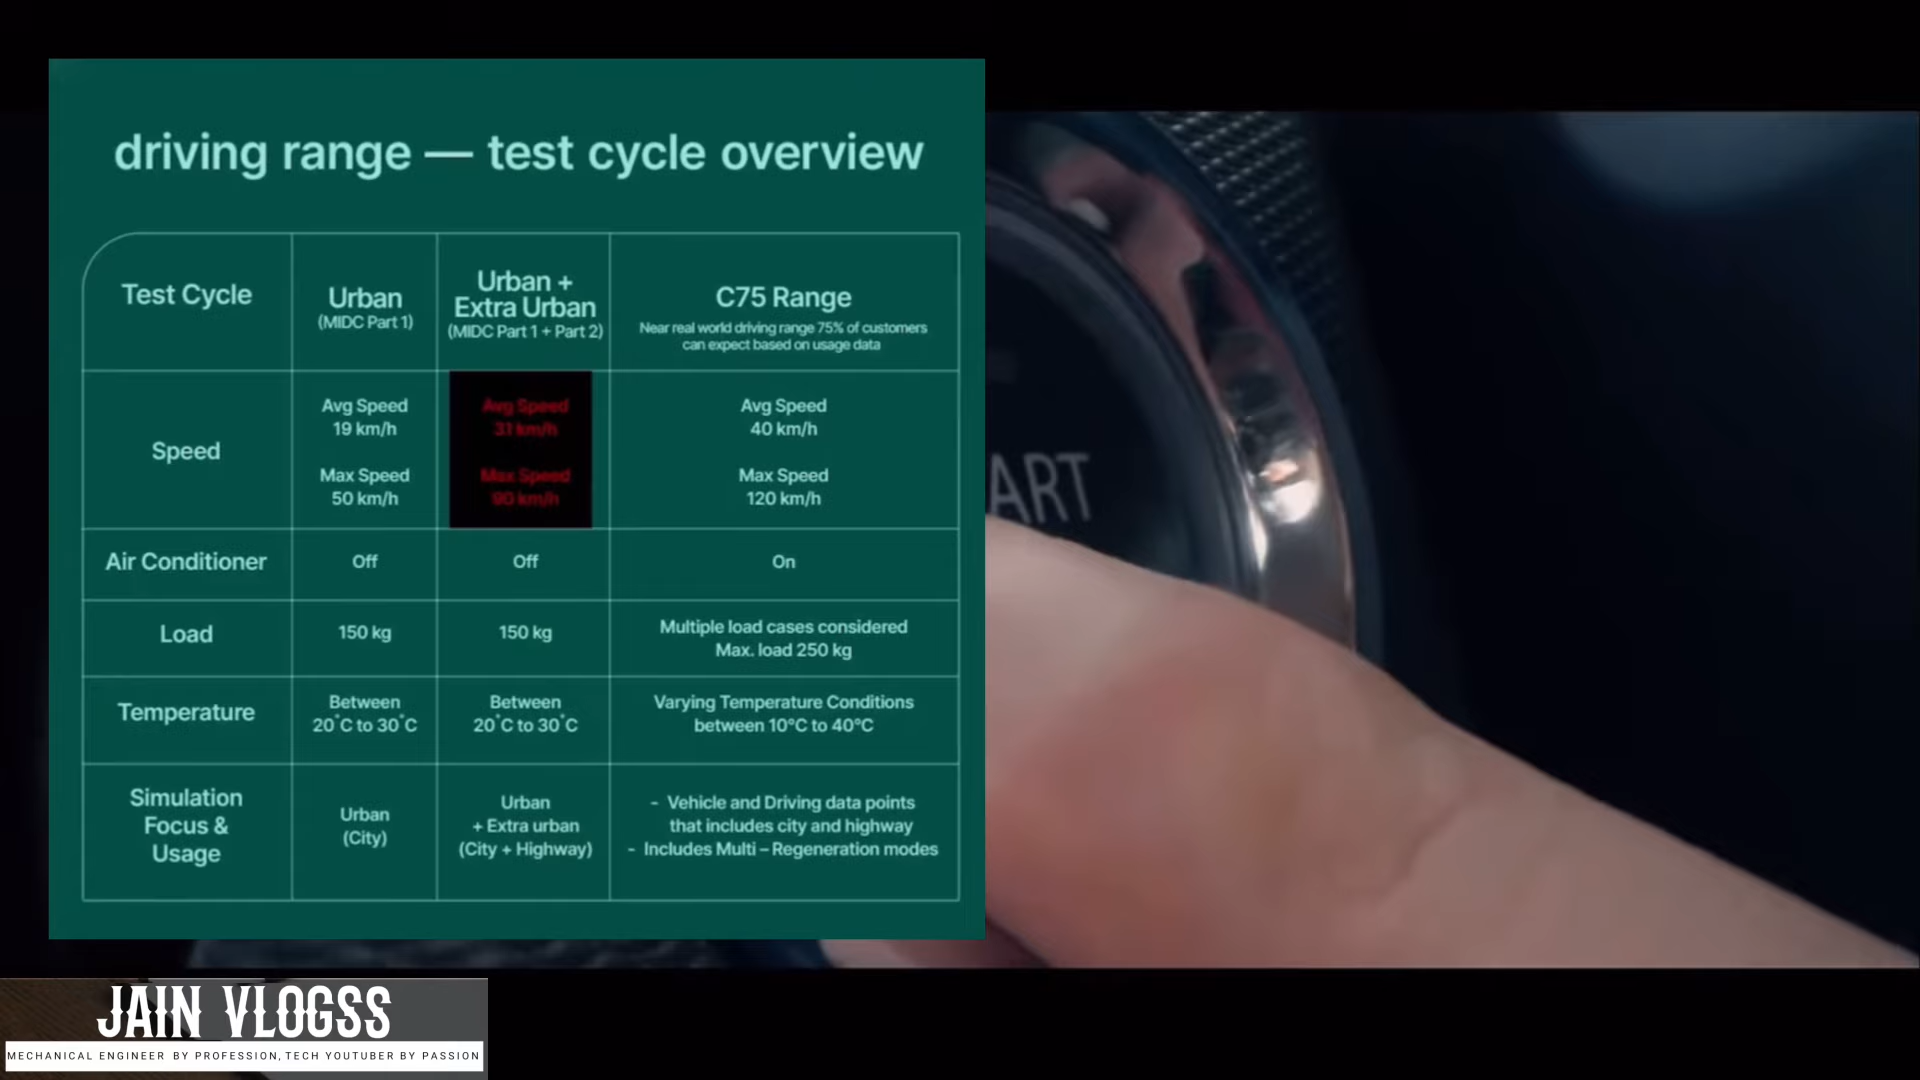 driving range — test cycle overview
Test Cycle
Urban
(MIDC Part 1)
Urban +
Extra Urban
(MIDC Part 1 + Part 2)
C75 Range
Near real world driving range 75% of customers
can expect based on usage data
Speed
Avg Speed
19 km/h
Max Speed
50 km/h
Avg Speed
31 km/h
Max Speed
90 km/h
Avg Speed
40 km/h
Max Speed
120 km/h
Air Conditioner
Off
Off
On
Load
150 kg
150 kg
Multiple load cases considered
Max. load 250 kg
Temperature
Between
20°C to 30°C
Between
20°C to 30°C
Varying Temperature Conditions
between 10°C to 40°C
Simulation
Focus &
Usage
Urban
(City)
Urban
+ Extra urban
(City + Highway)
- Vehicle and Driving data points
that includes city and highway
- Includes Multi – Regeneration modes
ART
JAIN VLOGSS
MECHANICAL ENGINEER BY PROFESSION, TECH YOUTUBER BY PASSION